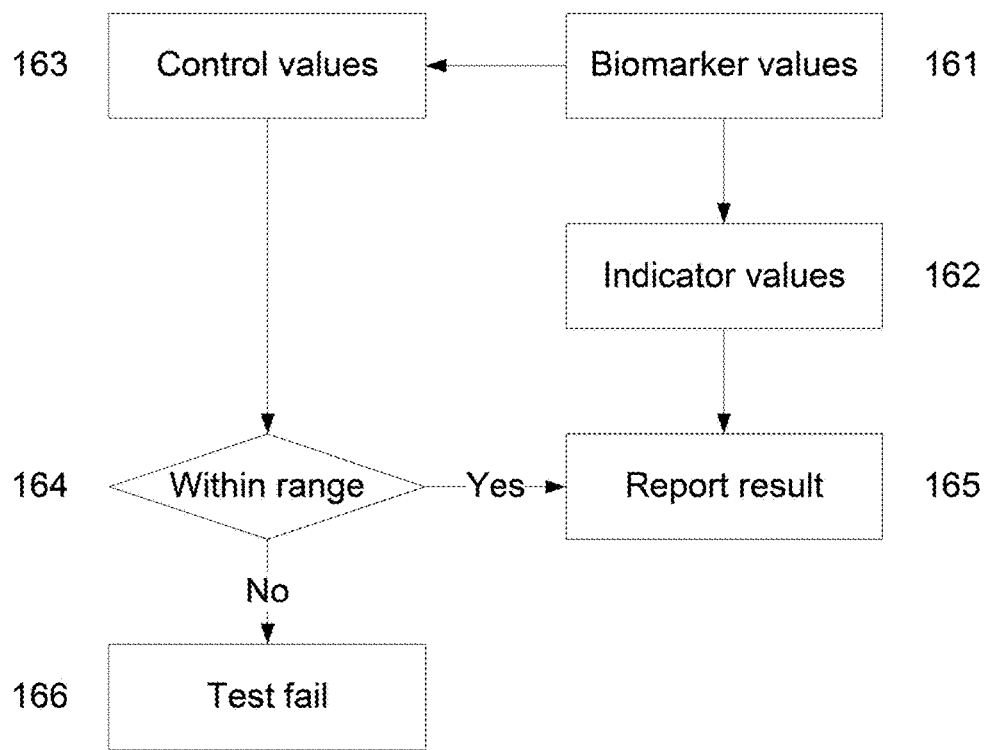 163 Control values Biomarker values 161
Indicator values 162
164 Within range Yes Report result 165
No
166 Test fail